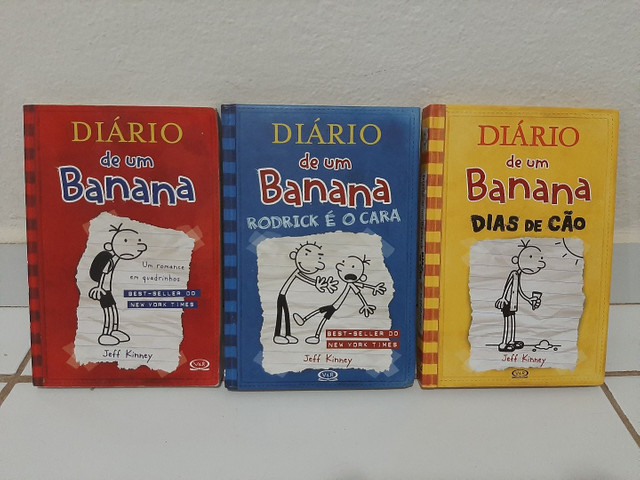 DIÁRIO
de um
Banana
Um romance
em quadrinhos
BEST-SELLER DO
NEW YORK TIMES
Jeff Kinney
V&R
DIÁRIO
de um
Banana
RODRICK É O CARA
BEST-SELLER DO
NEW YORK TIMES
Jeff Kinney
V&R
DIÁRIO
de um
Banana
DIAS DE CÃO
Jeff Kinney
V&R